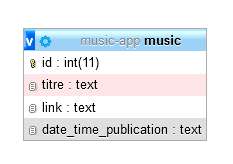 v music-app music
id : int(11)
titre : text
link : text
date_time_publication : text